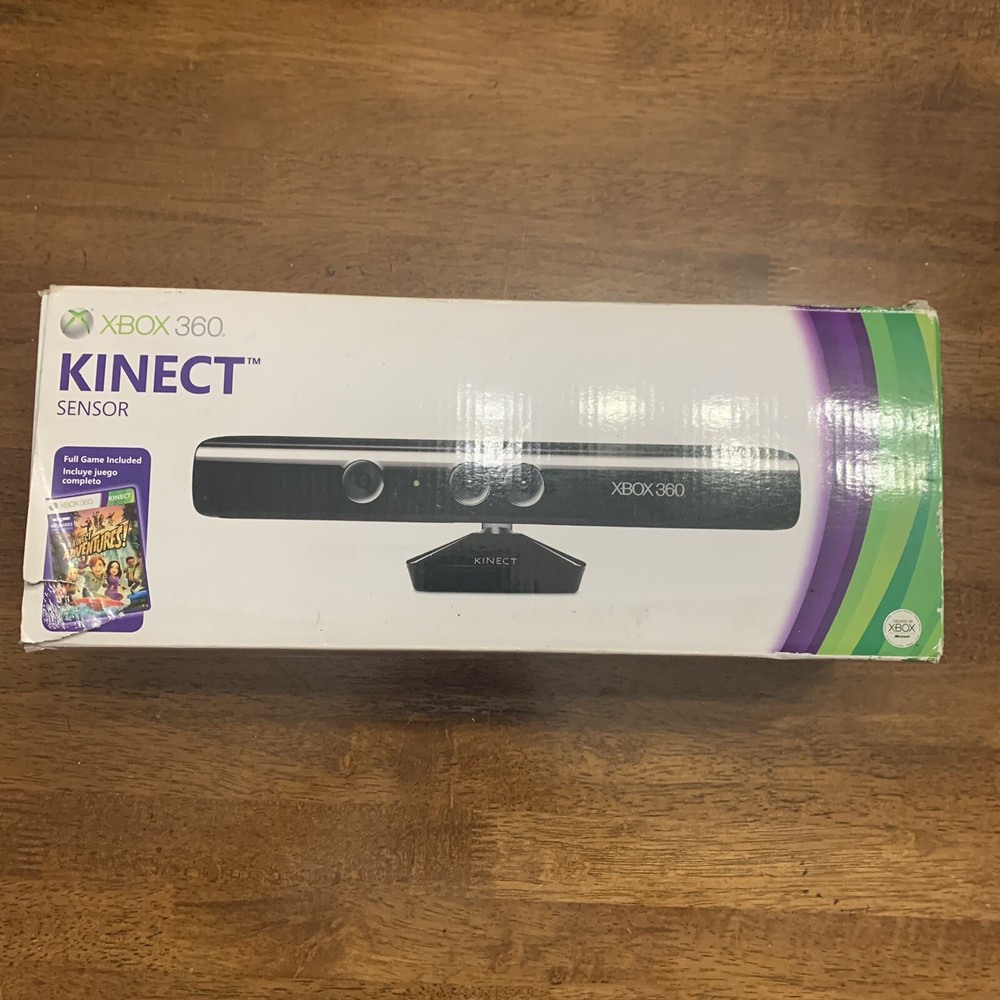 XBOX 360.
KINECT™
SENSOR
Full Game Included
Incluye juego
completo
XBOX 360
KINECT
ADVENTURES!
XBOX 360
KINECT
XBOX